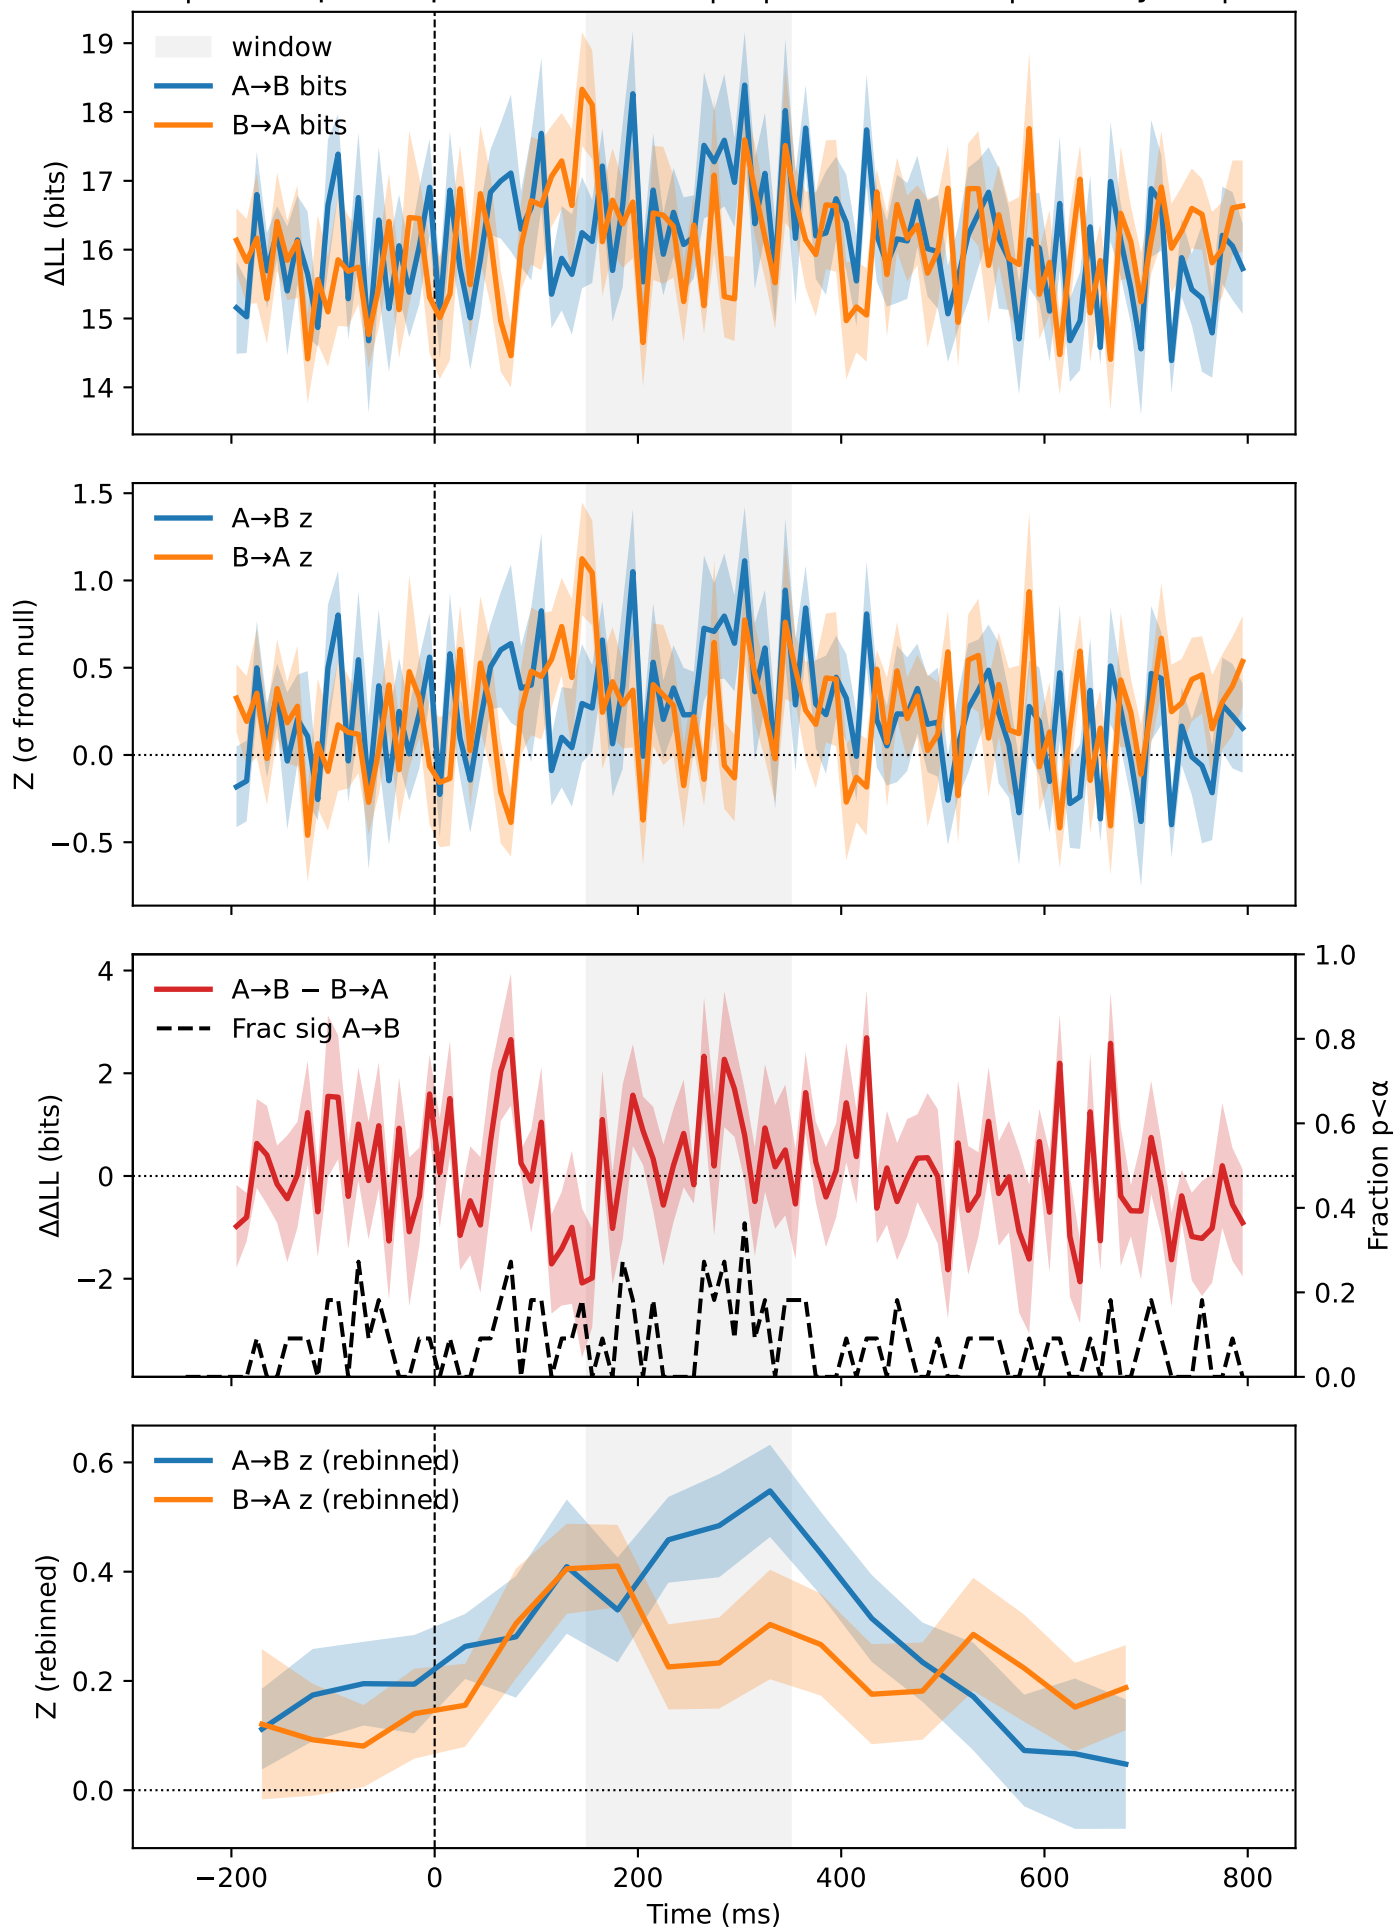 19
18
17
16
15
14
ΔLL (bits)
window
A→B bits
B→A bits
1.5
1.0
0.5
0.0
−0.5
Z (σ from null)
A→B z
B→A z
4
2
0
−2
ΔΔLL (bits)
A→B − B→A
Frac sig A→B
1.0
0.8
0.6
0.4
0.2
0.0
Fraction p<α
0.6
0.4
0.2
0.0
Z (rebinned)
A→B z (rebinned)
B→A z (rebinned)
−200 0 200 400 600 800
Time (ms)